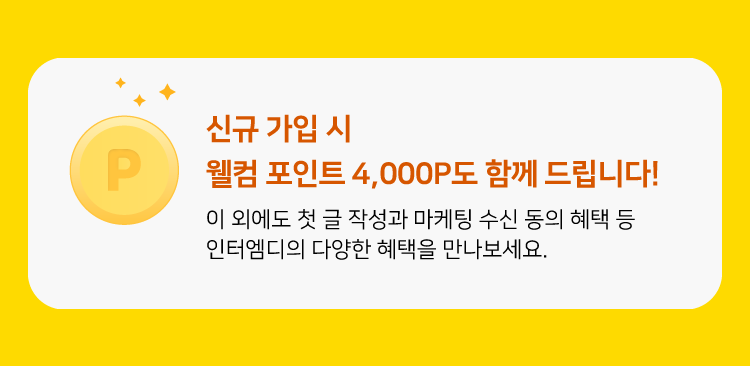 P
신규 가입 시
웰컴 포인트 4,000P도 함께 드립니다!
이 외에도 첫 글 작성과 마케팅 수신 동의 혜택 등
인터엠디의 다양한 혜택을 만나보세요.